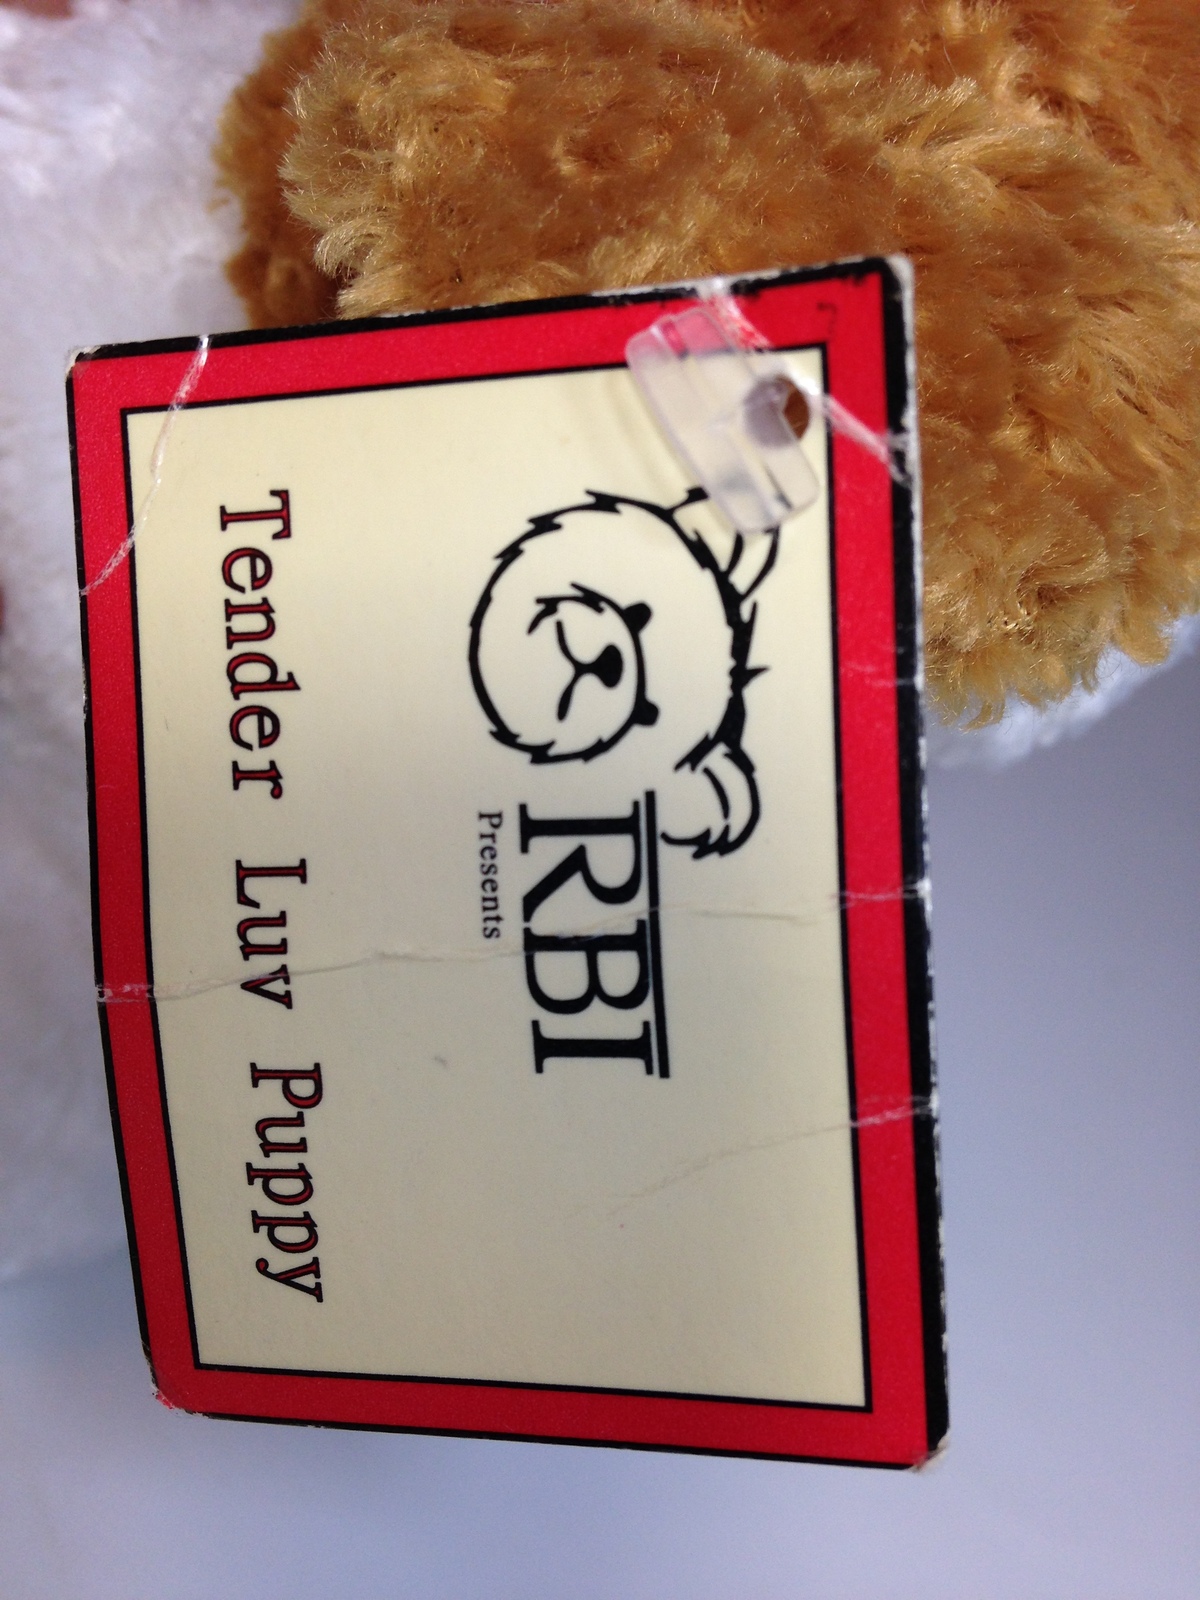 RBI
Presents
Tender Luv Puppy